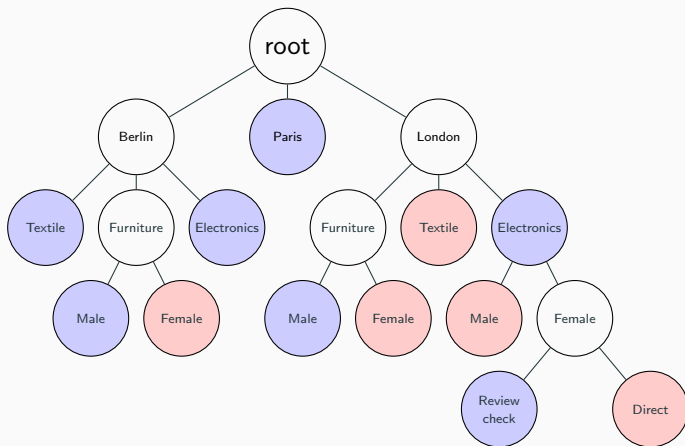 root
Berlin
Paris
London
Textile
Furniture
Electronics
Furniture
Textile
Electronics
Male
Female
Male
Female
Male
Female
Review
check
Direct